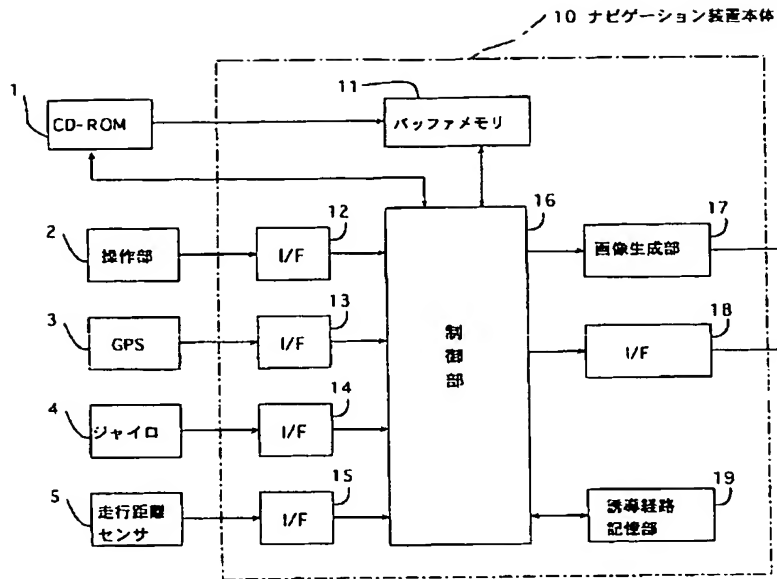 10 ナビゲーション装置本体
1
CD-ROM
11
バッファメモリ
16
2
操作部
12
I/F
17
画像生成部
3
GPS
13
I/F
制
御
部
18
I/F
4
ジャイロ
14
I/F
5
走行距離
センサ
15
I/F
19
誘導経路
記憶部